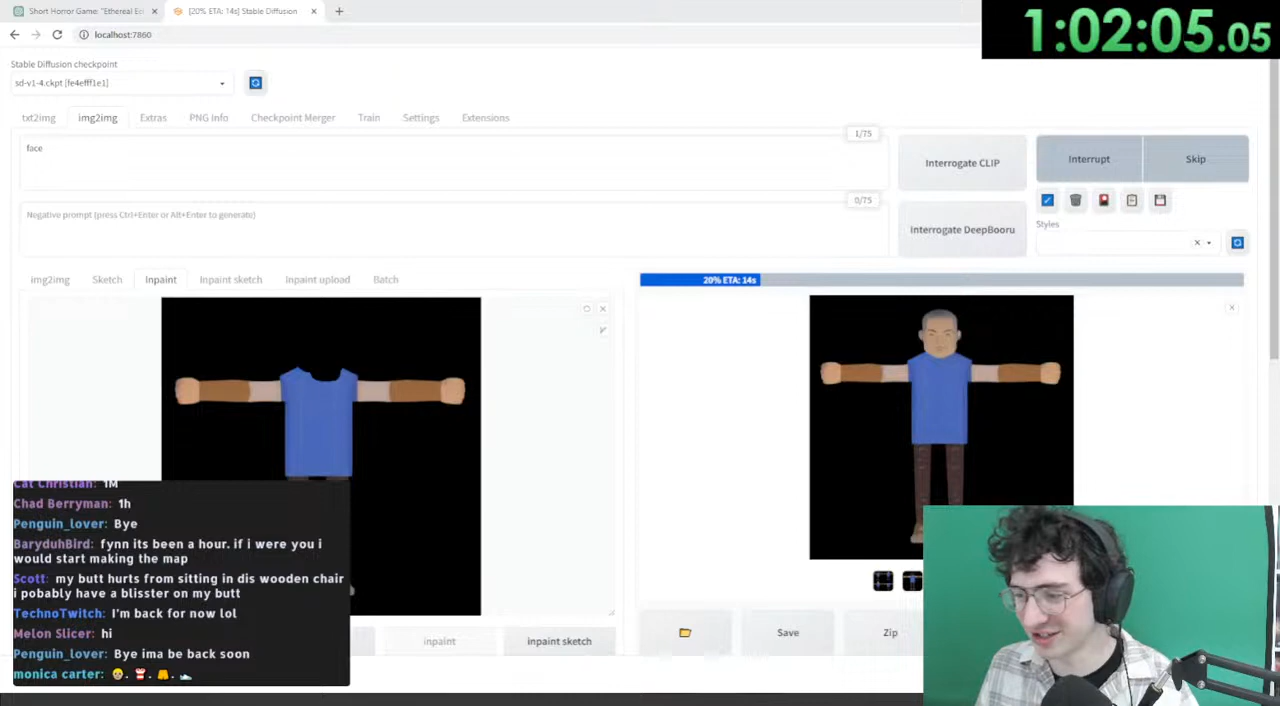 Short Horror Game: "Ethereal Ec
[20% ETA: 14s] Stable Diffusion
1:02:05.05
localhost:7860
Stable Diffusion checkpoint
sd-v1-4.ckpt [fe4efff1e1]
txt2img
img2img
Extras
PNG Info
Checkpoint Merger
Train
Settings
Extensions
1/75
face
Interrogate CLIP
Interrupt
Skip
0/75
Negative prompt (press Ctrl+Enter or Alt+Enter to generate)
Interrogate DeepBooru
Styles
img2img
Sketch
Inpaint
Inpaint sketch
Inpaint upload
Batch
20% ETA: 14s
Cat Christian: 1M
Chad Berryman: 1h
Penguin_lover: Bye
BaryduhBird: fynn its been a hour. if i were you i
would start making the map
Scott: my butt hurts from sitting in dis wooden chair
i pobably have a blisster on my butt
TechnoTwitch: I'm back for now lol
Melon Slicer: hi
Penguin_lover: Bye ima be back soon
monica carter: 👱. 👙. 🩳. 👟
inpaint
inpaint sketch
Save
Zip